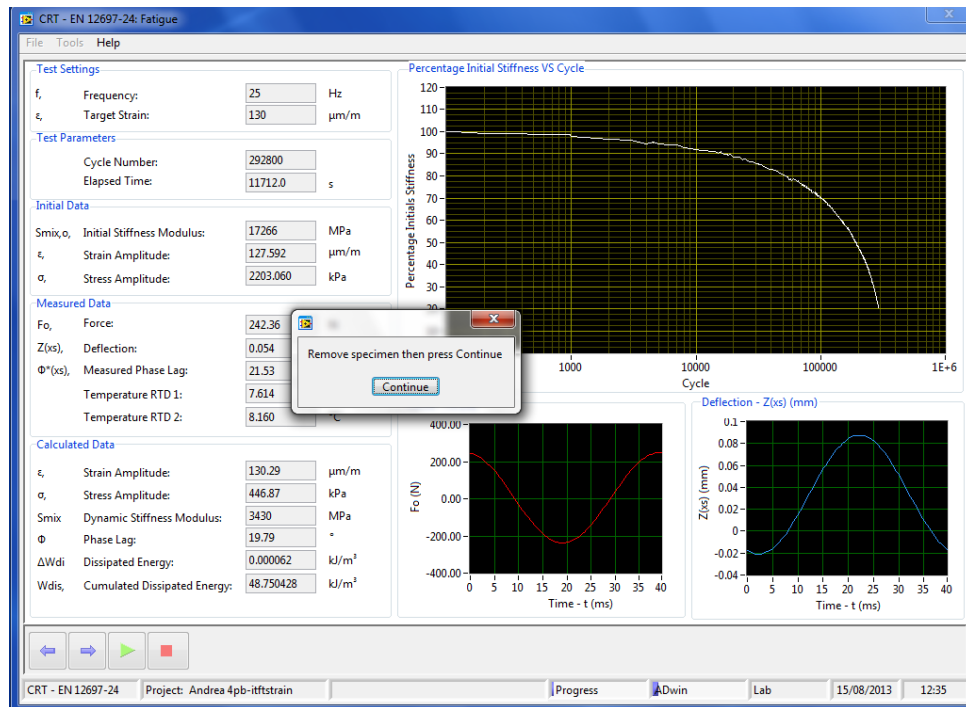 CRT - EN 12697-24: Fatigue
File Tools Help
Test Settings
f, Frequency: 25 Hz
ε, Target Strain: 130 μm/m
Test Parameters
Cycle Number: 292800
Elapsed Time: 11712.0 s
Initial Data
Smix,o, Initial Stiffness Modulus: 17266 MPa
ε, Strain Amplitude: 127.592 μm/m
σ, Stress Amplitude: 2203.060 kPa
Measured Data
Fo, Force: 242.36
Z(xs), Deflection: 0.054
Φ*(xs), Measured Phase Lag: 21.53
Temperature RTD 1: 7.614
Temperature RTD 2: 8.160 °C
Calculated Data
ε, Strain Amplitude: 130.29 μm/m
σ, Stress Amplitude: 446.87 kPa
Smix Dynamic Stiffness Modulus: 3430 MPa
Φ Phase Lag: 19.79 °
ΔWdi Dissipated Energy: 0.000062 kJ/m³
Wdis, Cumulated Dissipated Energy: 48.750428 kJ/m³
Percentage Initial Stiffness VS Cycle
Percentage Initials Stiffness
120
110
100
90
80
70
60
50
40
30
20
1000 10000 100000 1E+6
Cycle
Remove specimen then press Continue
Continue
Fo (N)
400.00
200.00
0.00
-200.00
-400.00
0 5 10 15 20 25 30 35 40
Time - t (ms)
Deflection - Z(xs) (mm)
Z(xs) (mm)
0.1
0.08
0.06
0.04
0.02
0
-0.02
-0.04
0 5 10 15 20 25 30 35 40
Time - t (ms)
CRT - EN 12697-24 Project: Andrea 4pb-itftstrain Progress ADwin Lab 15/08/2013 12:35